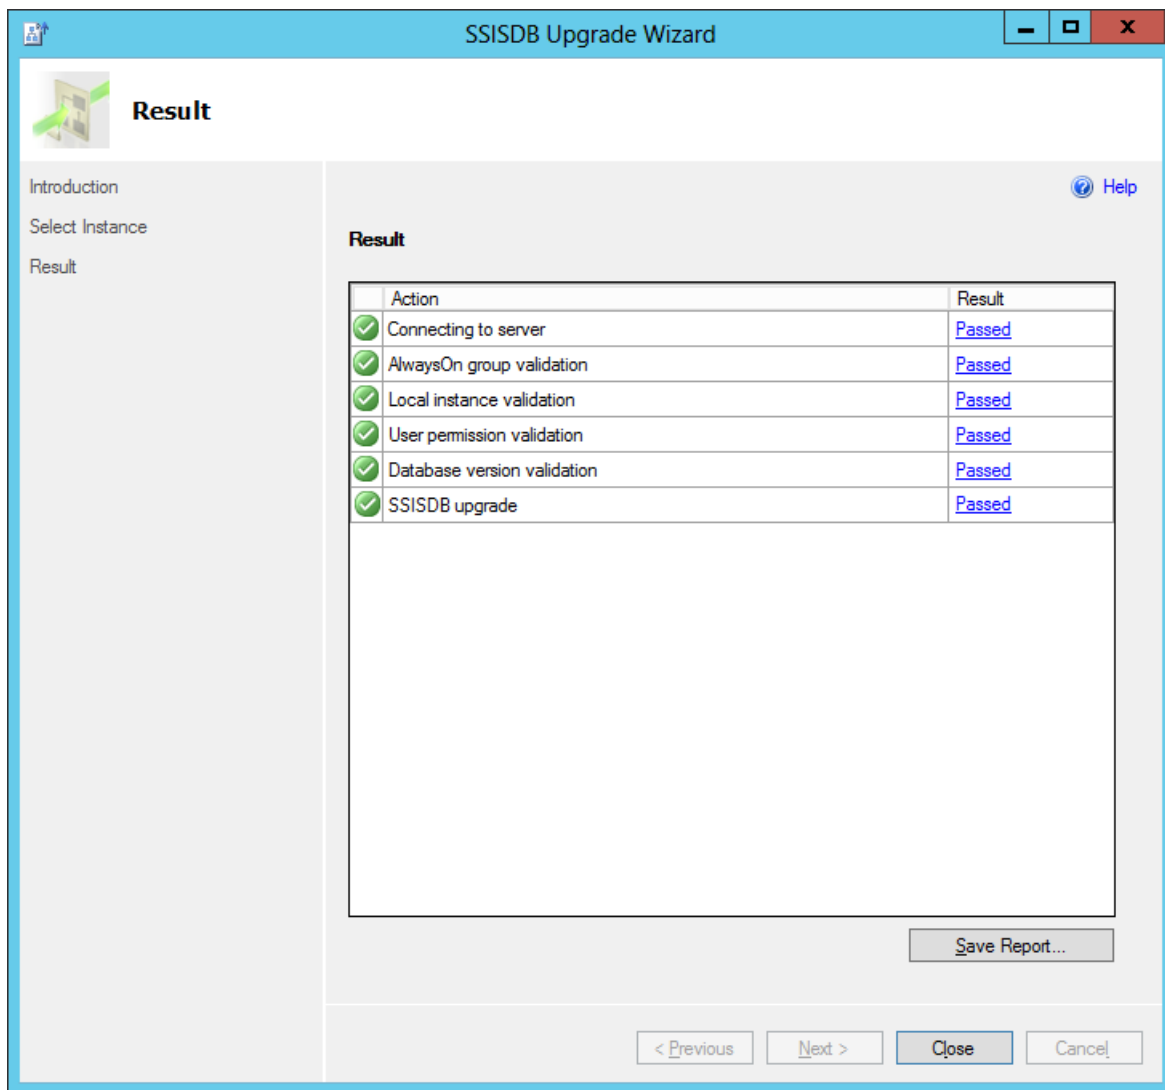 SSISDB Upgrade Wizard
Result
Introduction
Select Instance
Result
Help
Result
Action Result
Connecting to server Passed
AlwaysOn group validation Passed
Local instance validation Passed
User permission validation Passed
Database version validation Passed
SSISDB upgrade Passed
Save Report...
< Previous Next > Close Cancel